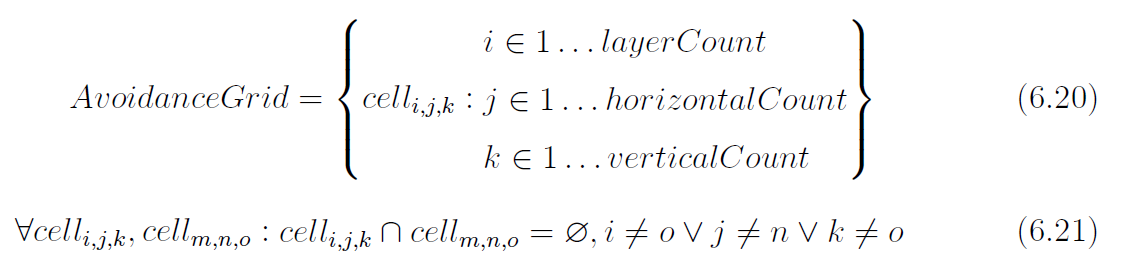 i ∈ 1 … layerCount
AvoidanceGrid = { cell_{i,j,k} : j ∈ 1 … horizontalCount } (6.20)
k ∈ 1 … verticalCount
∀cell_{i,j,k}, cell_{m,n,o} : cell_{i,j,k} ∩ cell_{m,n,o} = ∅, i ≠ o ∨ j ≠ n ∨ k ≠ o (6.21)